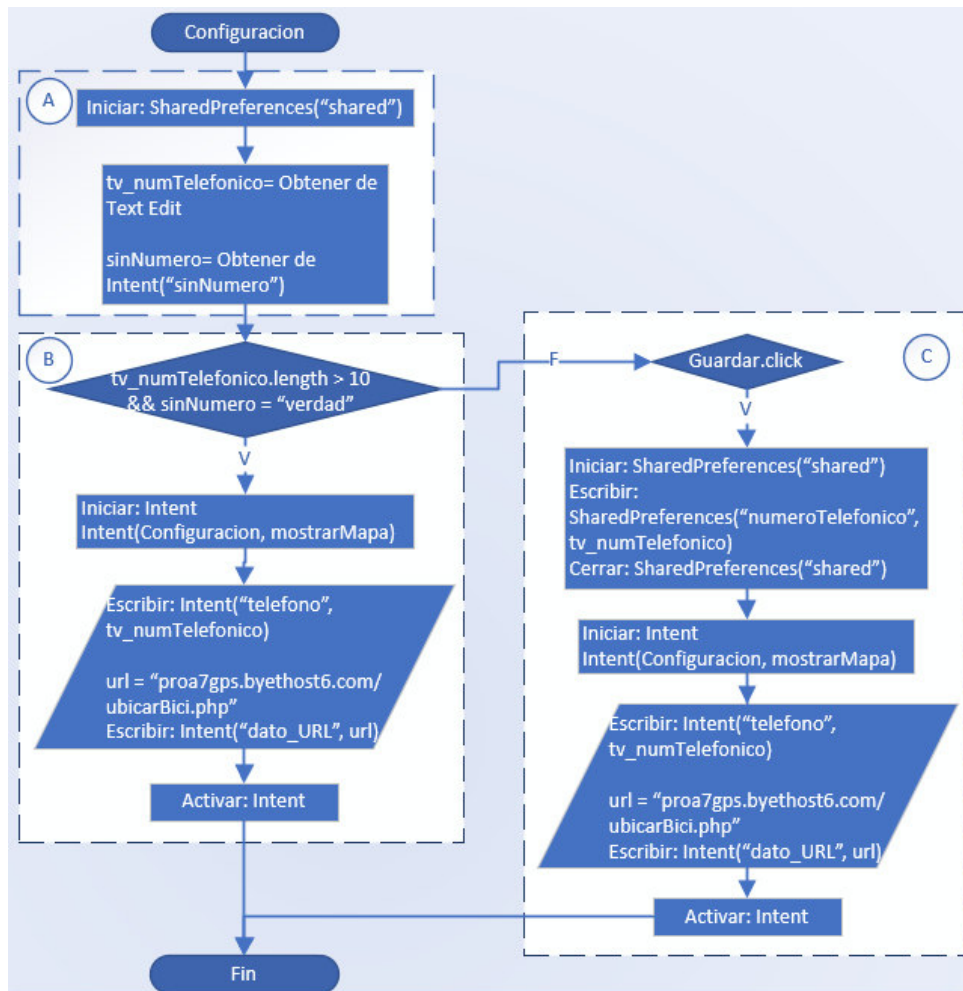 Configuracion
A
Iniciar: SharedPreferences(“shared”)
tv_numTelefonico= Obtener de
Text Edit
sinNumero= Obtener de
Intent(“sinNumero”)
B
tv_numTelefonico.length > 10
&& sinNumero = “verdad”
V
Iniciar: Intent
Intent(Configuracion, mostrarMapa)
Escribir: Intent(“telefono”,
tv_numTelefonico)
url = “proa7gps.byethost6.com/
ubicarBici.php”
Escribir: Intent(“dato_URL”, url)
Activar: Intent
F
Guardar.click
C
V
Iniciar: SharedPreferences(“shared”)
Escribir:
SharedPreferences(“numeroTelefonico”,
tv_numTelefonico)
Cerrar: SharedPreferences(“shared”)
Iniciar: Intent
Intent(Configuracion, mostrarMapa)
Escribir: Intent(“telefono”,
tv_numTelefonico)
url = “proa7gps.byethost6.com/
ubicarBici.php”
Escribir: Intent(“dato_URL”, url)
Activar: Intent
Fin